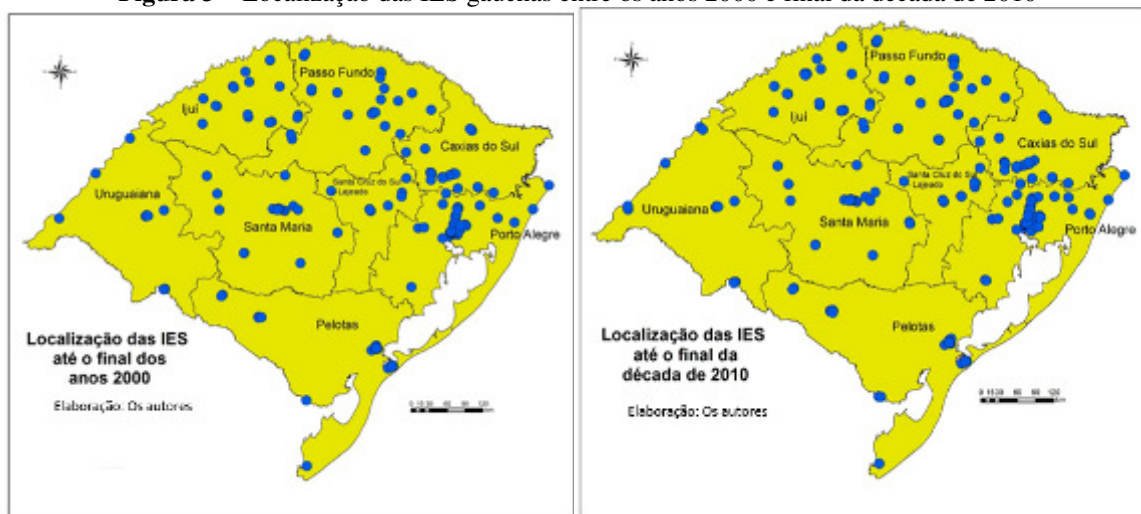 Figura 3 – Localização das IES gaúchas entre os anos 2000 e final da década de 2010
Passo Fundo
Ijuí
Caxias do Sul
Santa Cruz do Sul
Lajeado
Uruguaiana
Santa Maria
Porto Alegre
Pelotas
Localização das IES
até o final dos
anos 2000
Elaboração: Os autores
Passo Fundo
Ijuí
Caxias do Sul
Santa Cruz do Sul
Lajeado
Uruguaiana
Santa Maria
Porto Alegre
Pelotas
Localização das IES
até o final da
década de 2010
Elaboração: Os autores